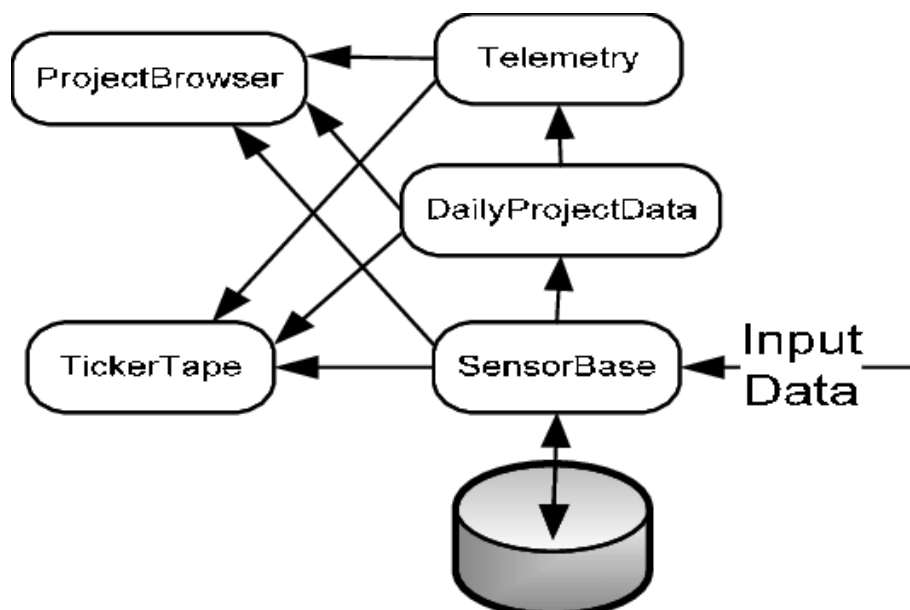 Telemetry
ProjectBrowser
DailyProjectData
Input
Data
TickerTape
SensorBase